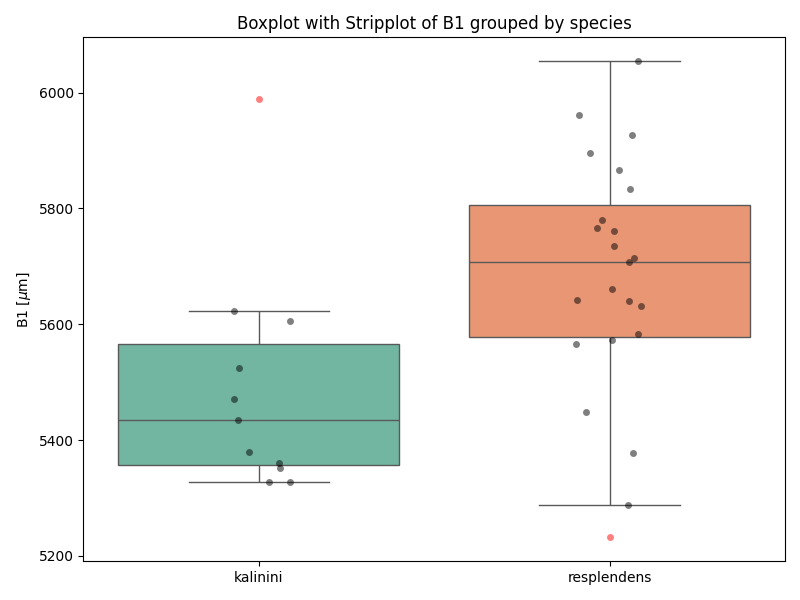 Boxplot with Stripplot of B1 grouped by species
B1 [μm]
6000
5800
5600
5400
5200
kalinini
resplendens